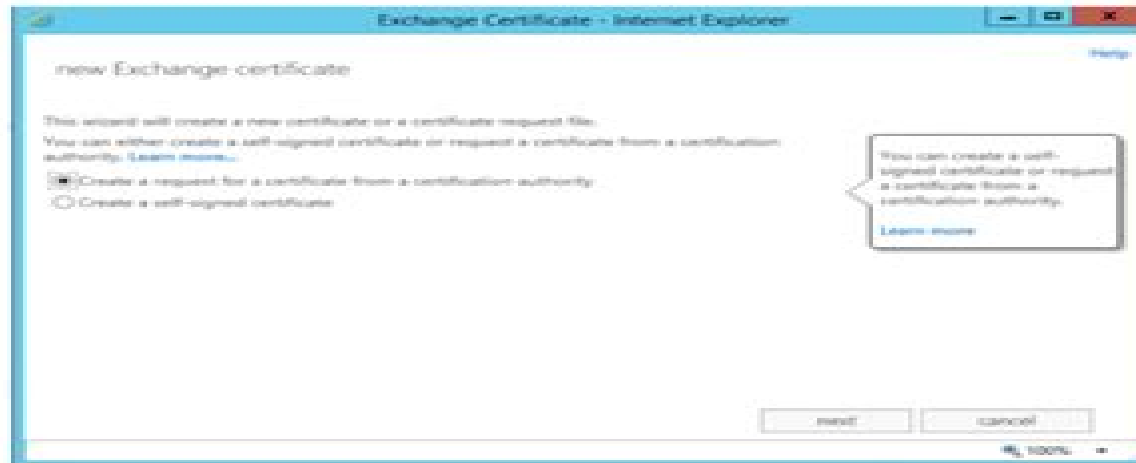 Exchange Certificate - Internet Explorer
Help
new Exchange certificate
This wizard will create a new certificate or a certificate request file.
You can either create a self-signed certificate or request a certificate from a certification
authority. Learn more...
Create a request for a certificate from a certification authority
Create a self-signed certificate
You can create a self-
signed certificate or request
a certificate from a
certification authority.
Learn more
next
cancel
100%